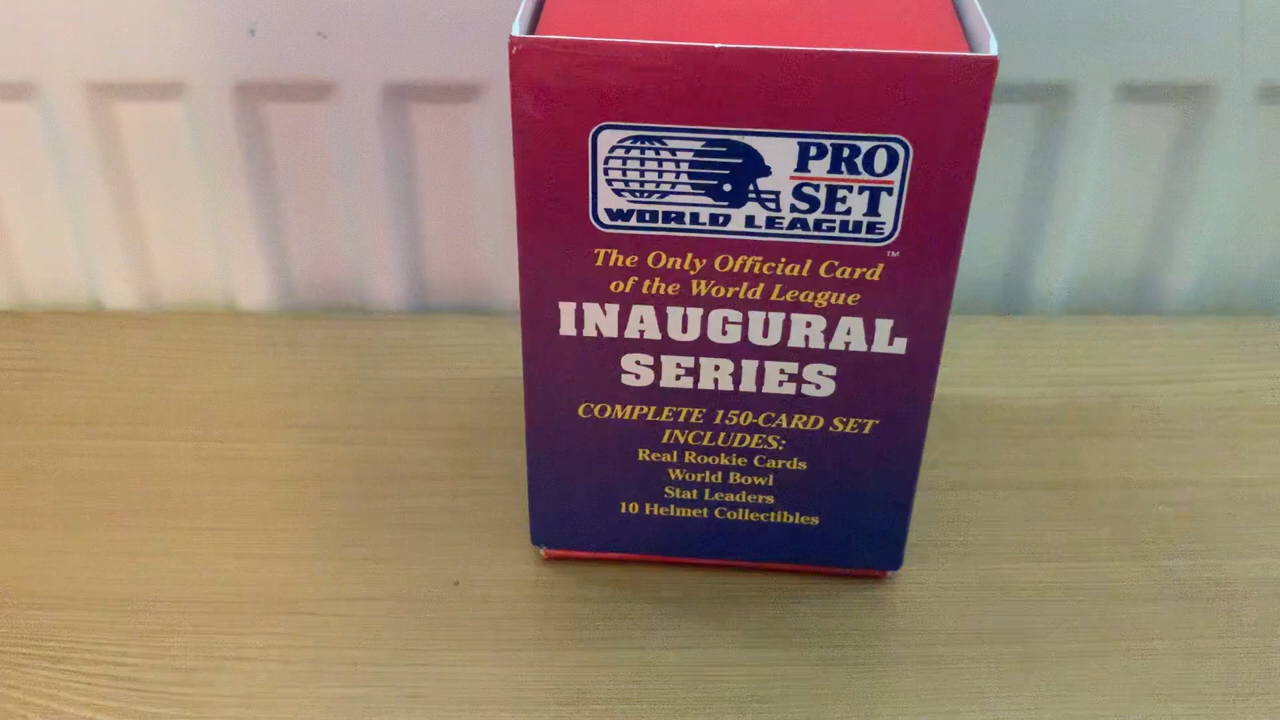 PRO
SET
WORLD LEAGUE
TM
The Only Official Card
of the World League
INAUGURAL
SERIES
COMPLETE 150-CARD SET
INCLUDES:
Real Rookie Cards
World Bowl
Stat Leaders
10 Helmet Collectibles